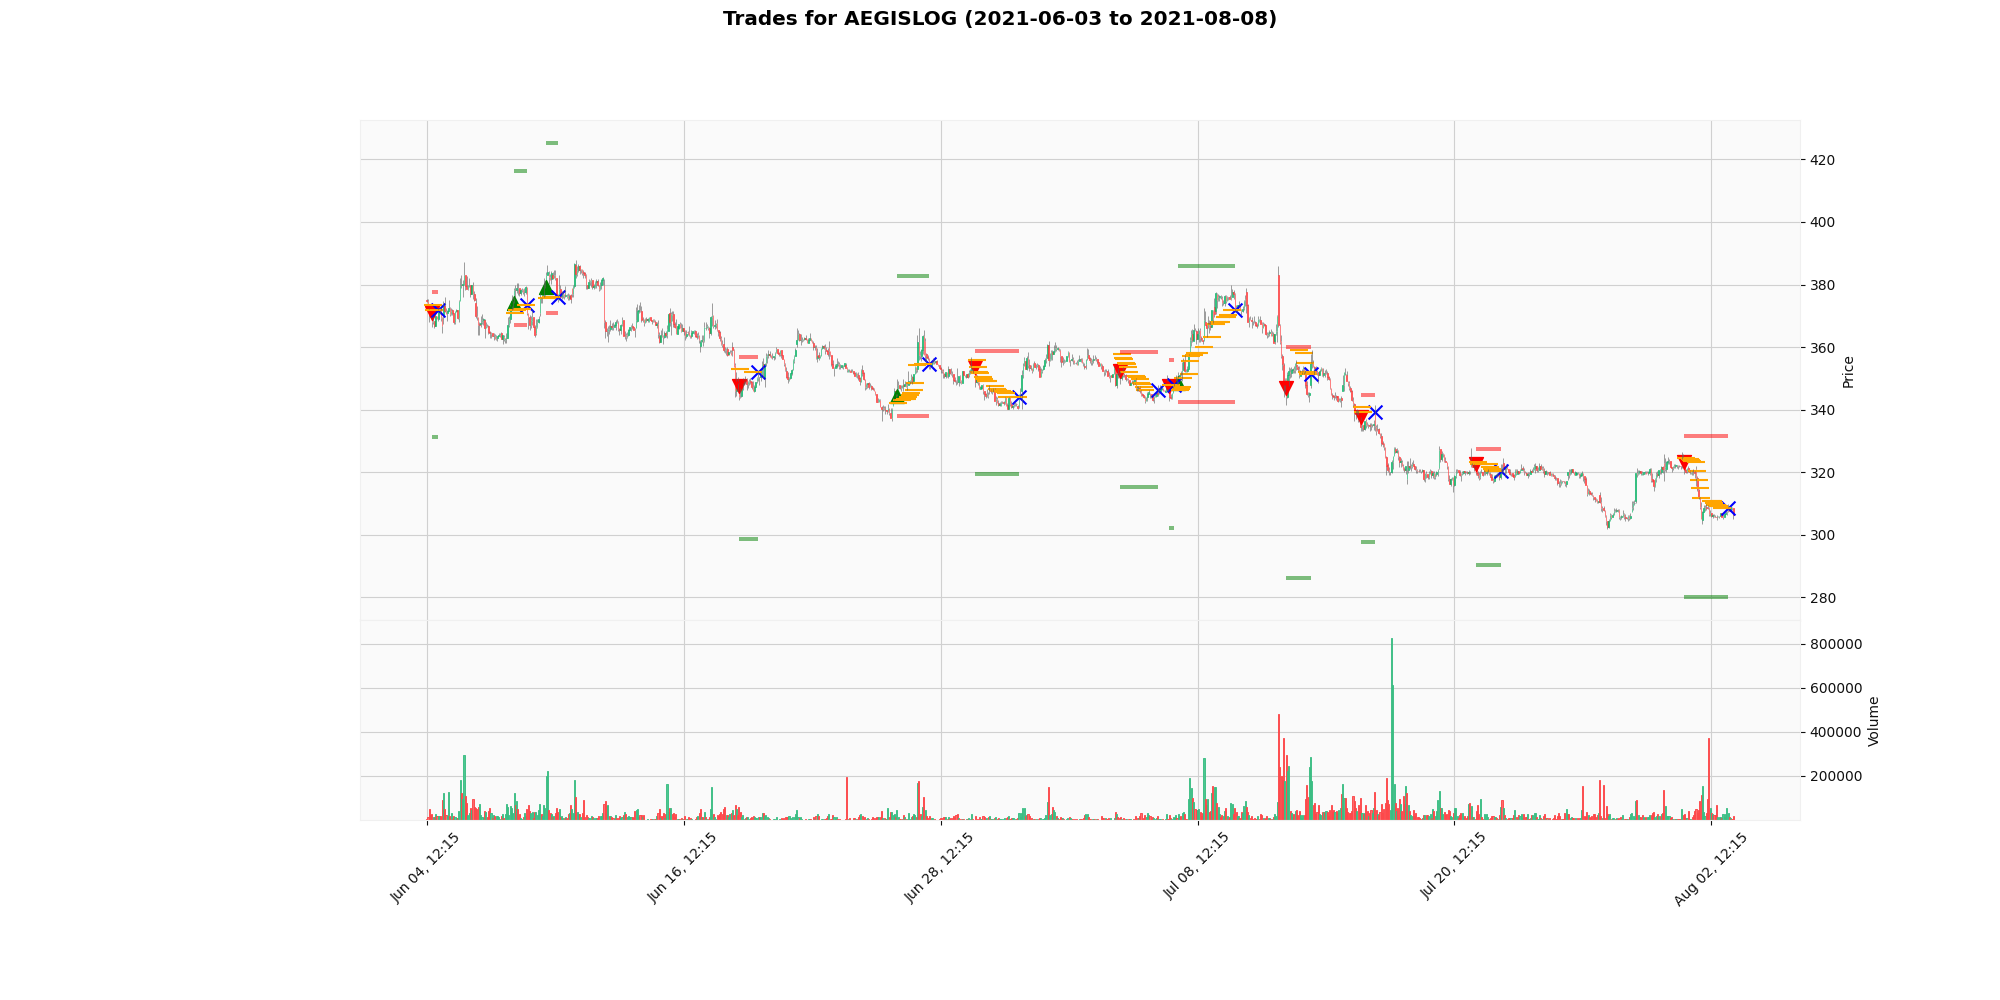 Trades for AEGISLOG (2021-06-03 to 2021-08-08)
420
400
380
360
340
320
300
280
Price
800000
600000
400000
200000
Volume
Jun 04, 12:15
Jun 16, 12:15
Jun 28, 12:15
Jul 08, 12:15
Jul 20, 12:15
Aug 02, 12:15